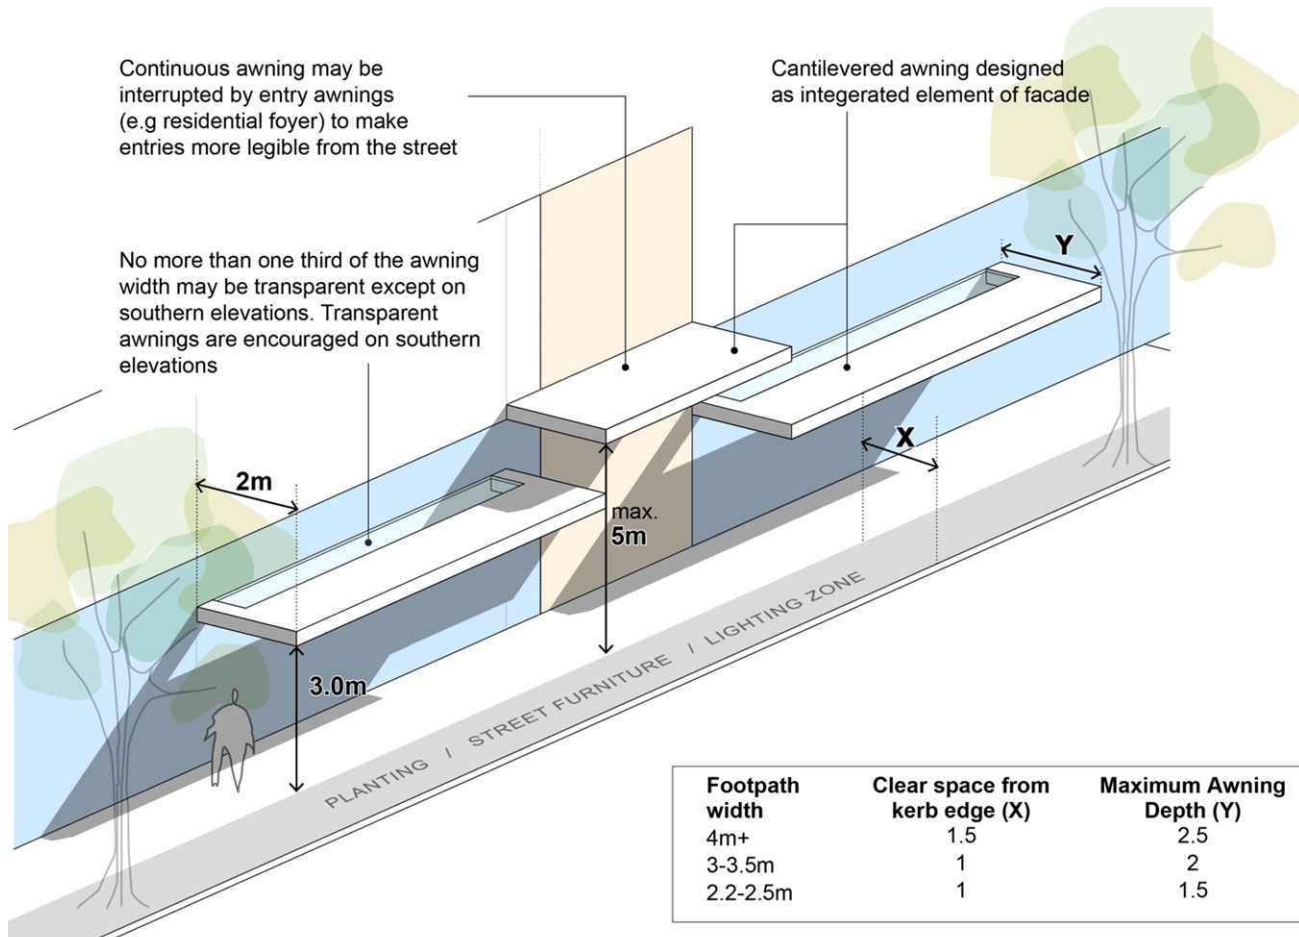 Continuous awning may be
interrupted by entry awnings
(e.g residential foyer) to make
entries more legible from the street
Cantilevered awning designed
as integerated element of facade
No more than one third of the awning
width may be transparent except on
southern elevations. Transparent
awnings are encouraged on southern
elevations
Y
X
2m
max.
5m
3.0m
PLANTING / STREET FURNITURE / LIGHTING ZONE
Footpath width Clear space from kerb edge (X) Maximum Awning Depth (Y)
4m+ 1.5 2.5
3-3.5m 1 2
2.2-2.5m 1 1.5